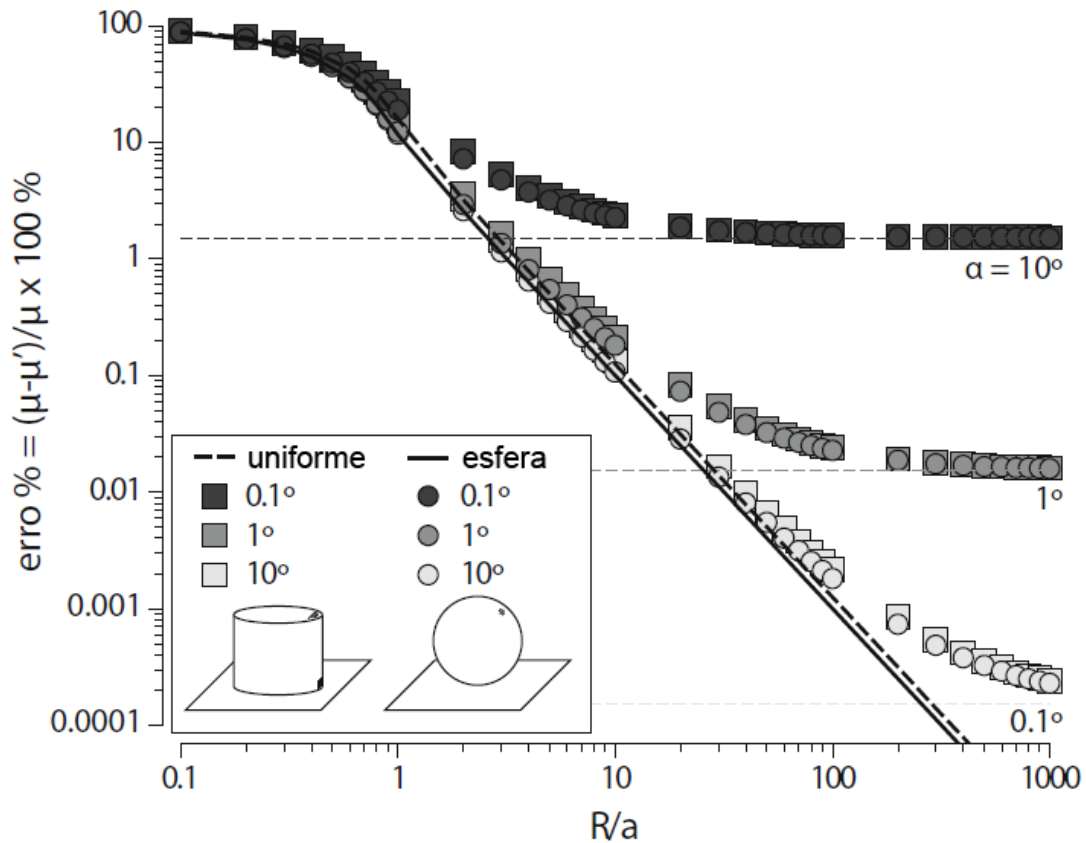 erro % = (μ-μ')/μ x 100 %
100
10
1
0.1
0.01
0.001
0.0001
α = 10º
1º
0.1º
uniforme esfera
0.1º 0.1º
1º 1º
10º 10º
0.1 1 10 100 1000
R/a